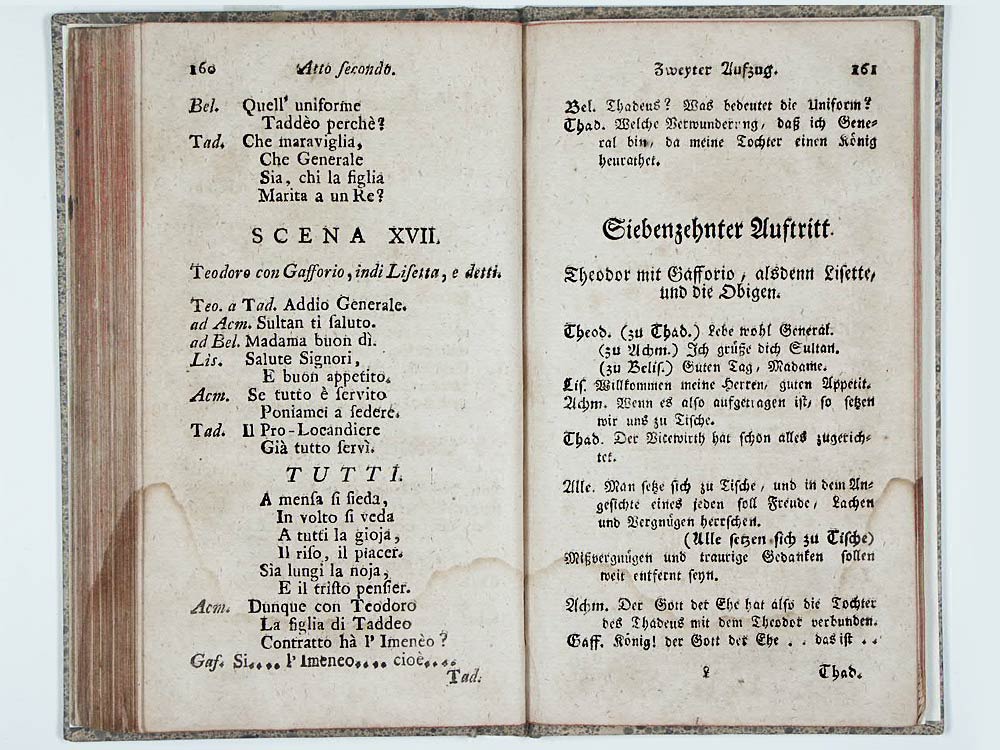 160 Atto secondo.
Bel. Quell' uniforme
Taddèo perchè?
Tad. Che maraviglia,
Che Generale
Sia, chi la figlia
Marita a un Re?
SCENA XVII.
Teodoro con Gafforio, indi Liſetta, e detti.
Teo. a Tad. Addio Generale.
ad Acm. Sultan ti ſaluto.
ad Bel. Madama buon dì.
Lis. Salute Signori,
E buon appetito.
Acm. Se tutto è ſervito
Poniamci a ſedere.
Tad. Il Pro-Locandiere
Già tutto ſervì.
TUTTI.
A menſa ſi ſieda,
In volto ſi veda
A tutti la gioja,
Il riſo, il piacer.
Sia lungi la noja,
E il triſto penſier.
Acm. Dunque con Teodoro
La figlia di Taddeo
Contratto hà l' Imenèo?
Gaf. Si.... l' Imeneo.... cioè....
Tad.
Zweyter Aufzug. 161
Bel. Thadeus? Was bedeutet die Uniform?
Thad. Welche Verwunderung, daß ich Gene-
ral bin, da meine Tochter einen König
heurathet.
Siebenzehnter Auftritt.
Theodor mit Gafforio, alsdenn Liſette,
und die Obigen.
Theod. (zu Thad.) Lebe wohl General.
(zu Achm.) Ich grüße dich Sultan.
(zu Beliſ.) Guten Tag, Madame.
Liſ. Willkommen meine Herren, guten Appetit.
Achm. Wenn es alſo aufgetragen iſt, ſo ſetzen
wir uns zu Tiſche.
Thad. Der Vicewirth hat ſchon alles zugerich-
tet.
Alle. Man ſetze ſich zu Tiſche, und in dem An-
geſichte eines jeden ſoll Freude, Lachen
und Vergnügen herrſchen.
(Alle ſetzen ſich zu Tiſche)
Mißvergnügen und traurige Gedanken ſollen
weit entfernt ſeyn.
Achm. Der Gott der Ehe hat alſo die Tochter
des Thadeus mit dem Theodor verbunden.
Gaff. König! der Gott der Ehe . . das iſt . .
L Thad.